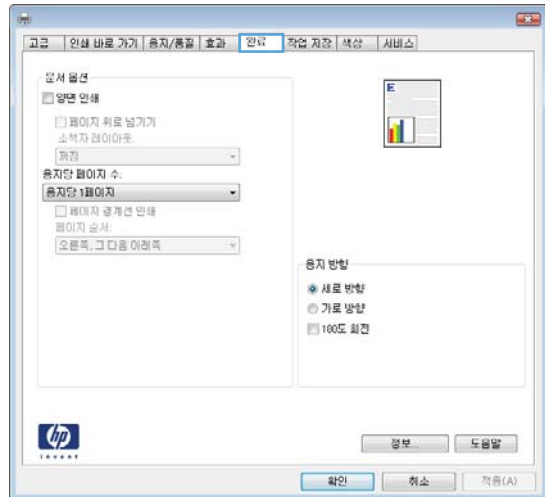 고급 인쇄 바로 가기 용지/품질 효과 완료 작업 저장 색상 서비스
문서 옵션
양면 인쇄
페이지 위로 넘기기
소책자 레이아웃:
꺼짐
용지당 페이지 수:
용지당 1페이지
페이지 경계선 인쇄
페이지 순서:
오른쪽, 그 다음 아래쪽
E
용지 방향
세로 방향
가로 방향
180도 회전
hp
invent
정보...
도움말
확인
취소
적용(A)